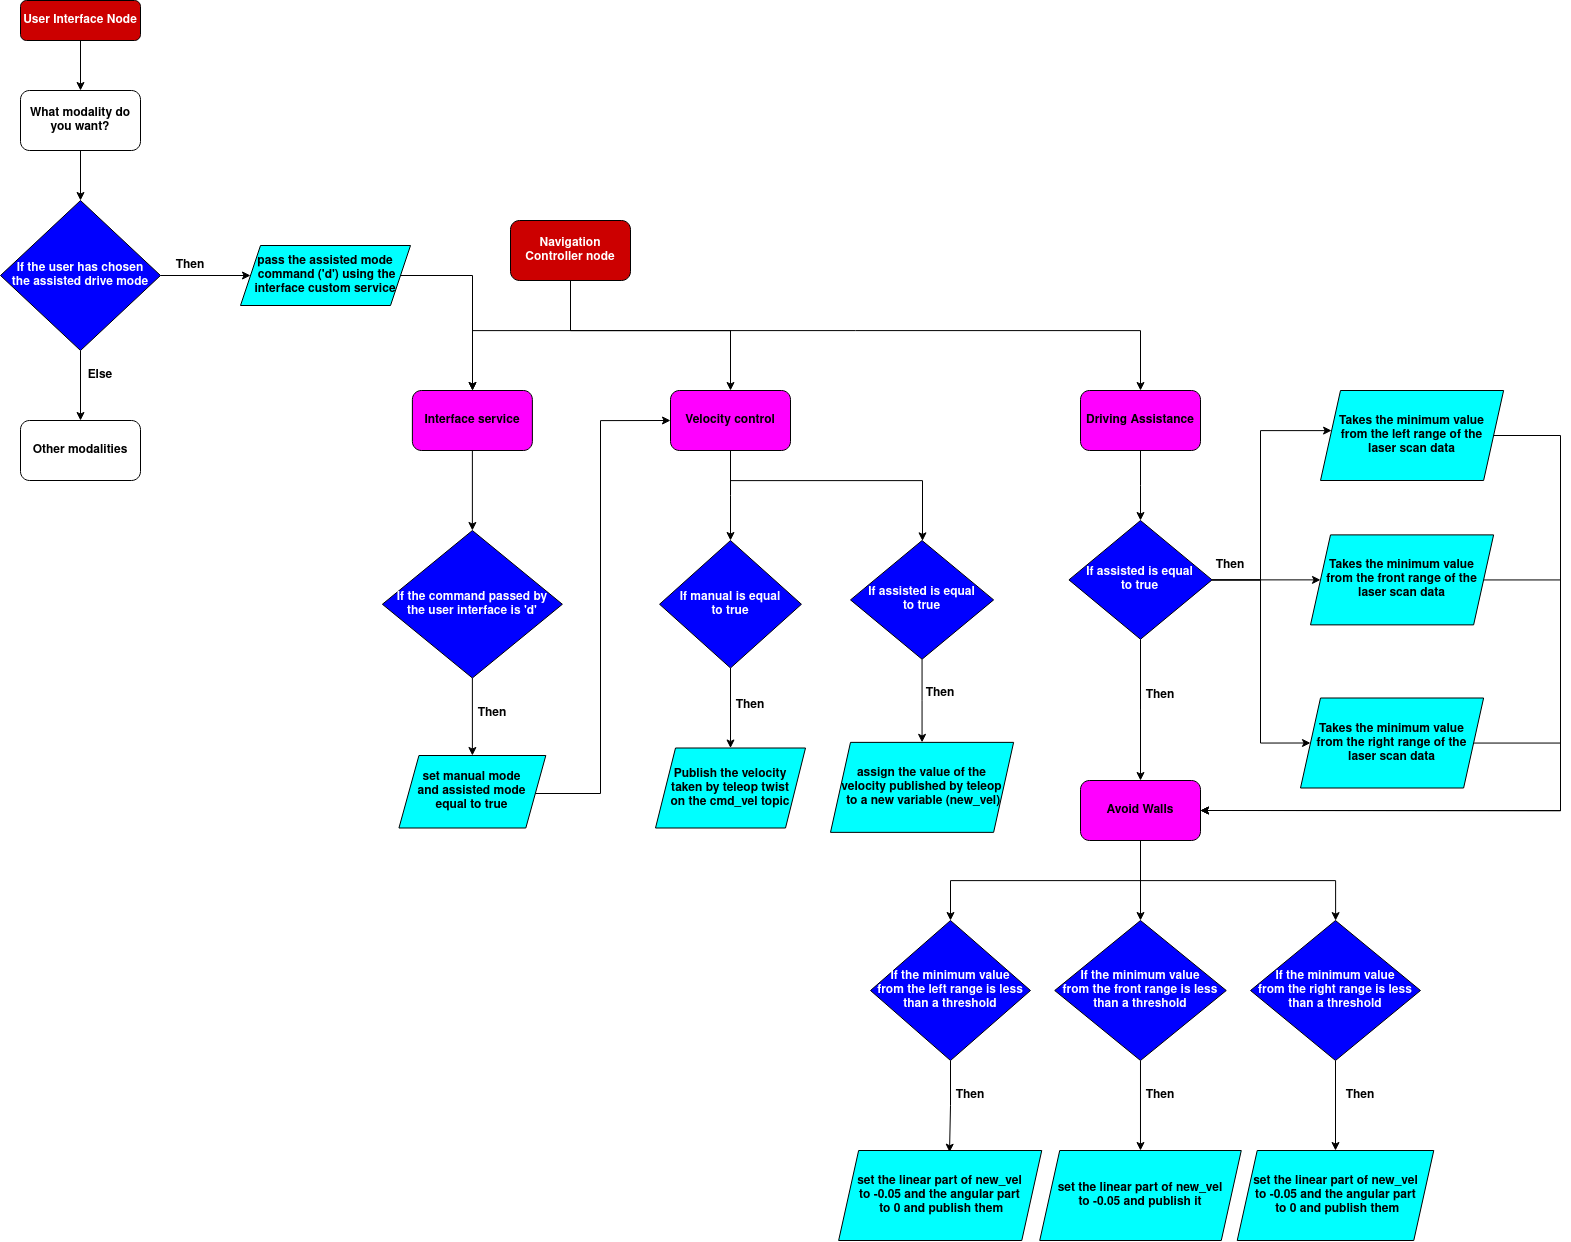 User Interface Node
What modality do
you want?
If the user has chosen
the assisted drive mode
Then
pass the assisted mode
command ('d') using the
interface custom service
Else
Other modalities
Navigation
Controller node
Interface service
Velocity control
Driving Assistance
Takes the minimum value
from the left range of the
laser scan data
If the command passed by
the user interface is 'd'
If manual is equal
to true
If assisted is equal
to true
If assisted is equal
to true
Then
Takes the minimum value
from the front range of the
laser scan data
Then
Then
Then
Then
Takes the minimum value
from the right range of the
laser scan data
set manual mode
and assisted mode
equal to true
Publish the velocity
taken by teleop twist
on the cmd_vel topic
assign the value of the
velocity published by teleop
to a new variable (new_vel)
Avoid Walls
If the minimum value
from the left range is less
than a threshold
If the minimum value
from the front range is less
than a threshold
If the minimum value
from the right range is less
than a threshold
Then
Then
Then
set the linear part of new_vel
to -0.05 and the angular part
to 0 and publish them
set the linear part of new_vel
to -0.05 and publish it
set the linear part of new_vel
to -0.05 and the angular part
to 0 and publish them